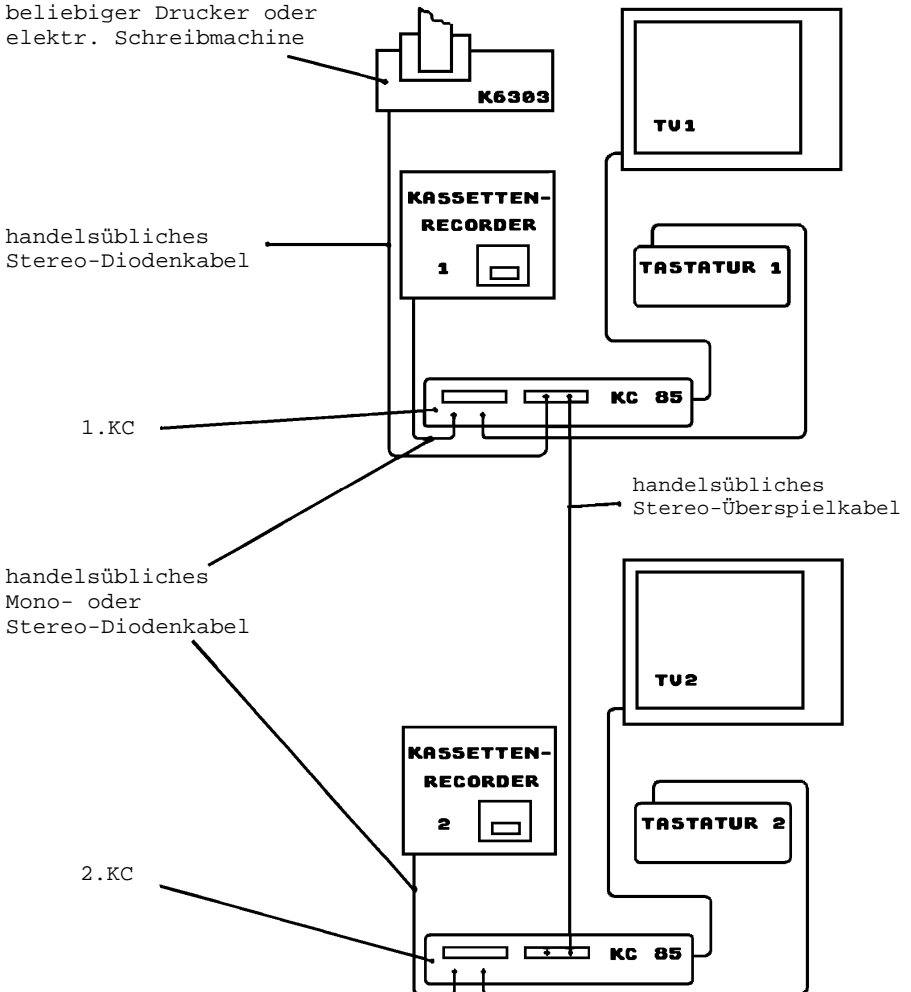 beliebiger Drucker oder
elektr. Schreibmachine
K6303
TV1
KASSETTEN-
RECORDER
1
handelsübliches
Stereo-Diodenkabel
TASTATUR 1
KC 85
1.KC
handelsübliches
Stereo-Überspielkabel
handelsübliches
Mono- oder
Stereo-Diodenkabel
TV2
KASSETTEN-
RECORDER
2
TASTATUR 2
2.KC
KC 85